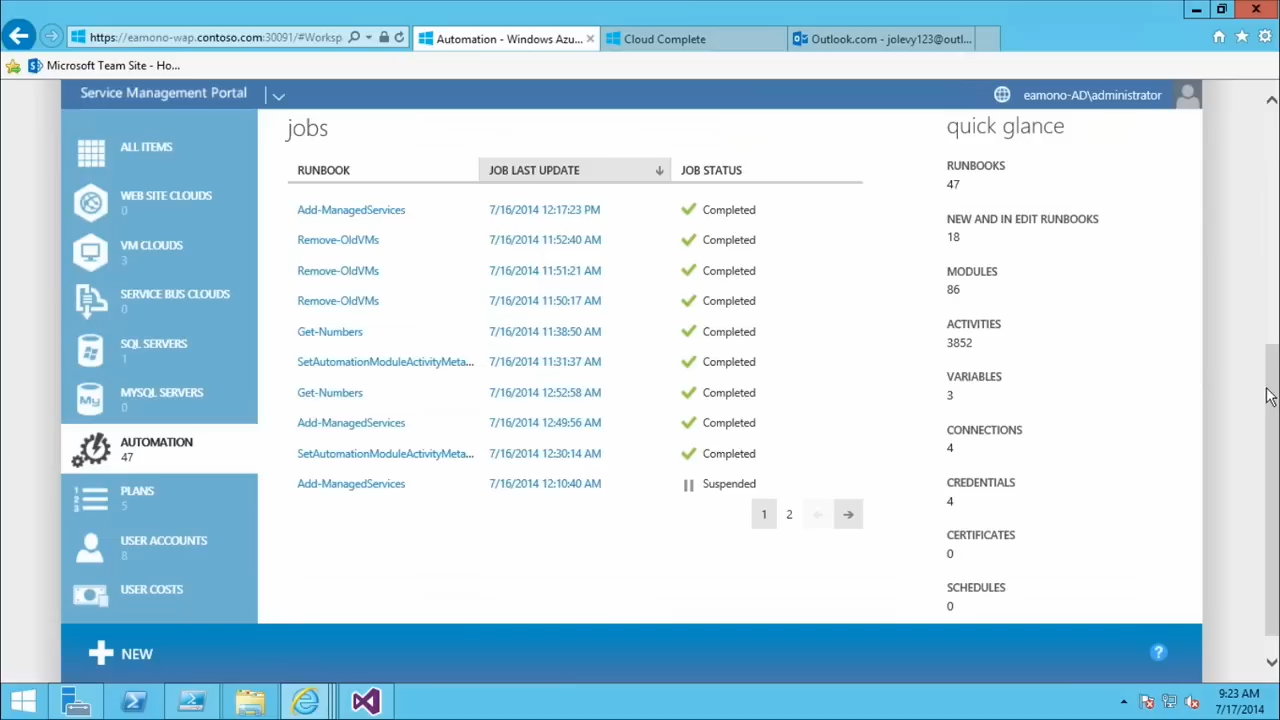 https://eamono-wap.contoso.com:30091/#Worksp
Automation - Windows Azu...
Cloud Complete
Outlook.com - jolevy123@outl...
Microsoft Team Site - Ho...
Service Management Portal
eamono-AD\administrator
ALL ITEMS
WEB SITE CLOUDS
0
VM CLOUDS
3
SERVICE BUS CLOUDS
0
SQL SERVERS
1
MYSQL SERVERS
0
My
AUTOMATION
47
PLANS
5
USER ACCOUNTS
8
USER COSTS
jobs
RUNBOOK JOB LAST UPDATE JOB STATUS
Add-ManagedServices 7/16/2014 12:17:23 PM Completed
Remove-OldVMs 7/16/2014 11:52:40 AM Completed
Remove-OldVMs 7/16/2014 11:51:21 AM Completed
Remove-OldVMs 7/16/2014 11:50:17 AM Completed
Get-Numbers 7/16/2014 11:38:50 AM Completed
SetAutomationModuleActivityMeta... 7/16/2014 11:31:37 AM Completed
Get-Numbers 7/16/2014 12:52:58 AM Completed
Add-ManagedServices 7/16/2014 12:49:56 AM Completed
SetAutomationModuleActivityMeta... 7/16/2014 12:30:14 AM Completed
Add-ManagedServices 7/16/2014 12:10:40 AM Suspended
1 2
quick glance
RUNBOOKS
47
NEW AND IN EDIT RUNBOOKS
18
MODULES
86
ACTIVITIES
3852
VARIABLES
3
CONNECTIONS
4
CREDENTIALS
4
CERTIFICATES
0
SCHEDULES
0
NEW
?
9:23 AM
7/17/2014